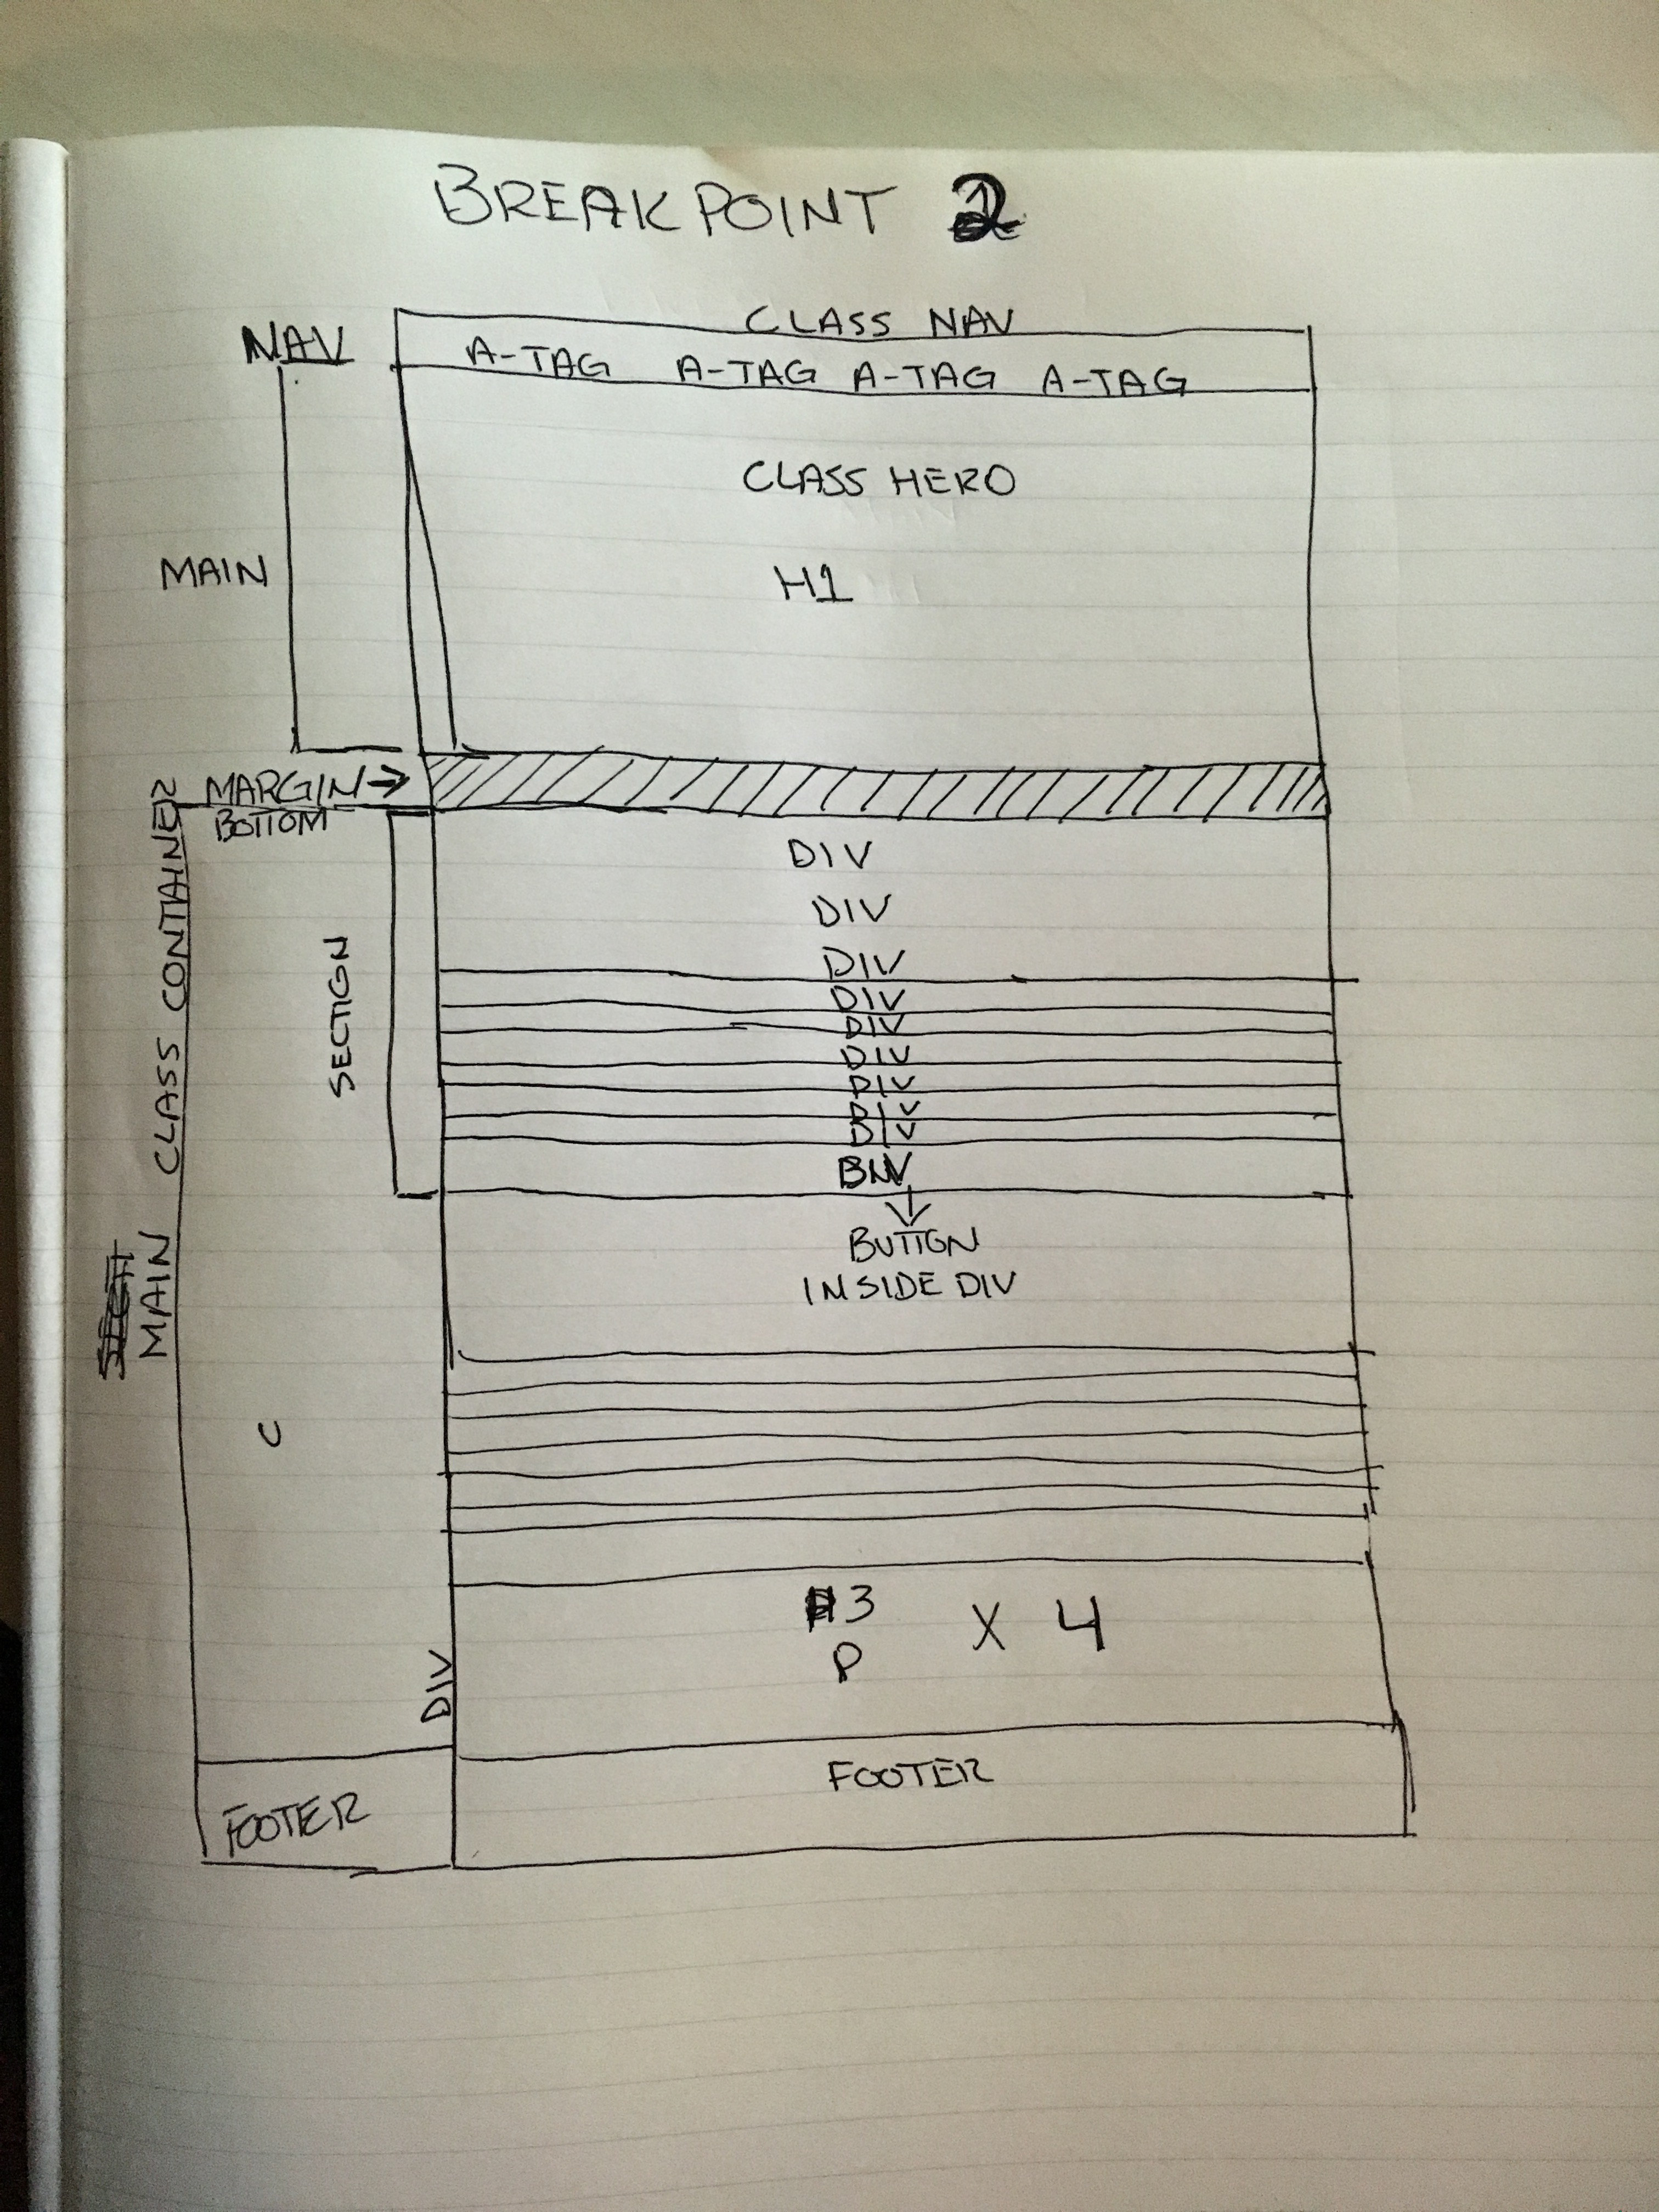 BREAKPOINT 2
CLASS NAV
NAV
A-TAG A-TAG A-TAG A-TAG
CLASS HERO
MAIN
H1
MARGIN →
BOTTOM
DIV
DIV
DIV
DIV
DIV
DIV
DIV
DIV
DIV
SECTION
MAIN CLASS CONTAINER
BUTTON
INSIDE DIV
C
H3
P
X 4
DIV
FOOTER
FOOTER